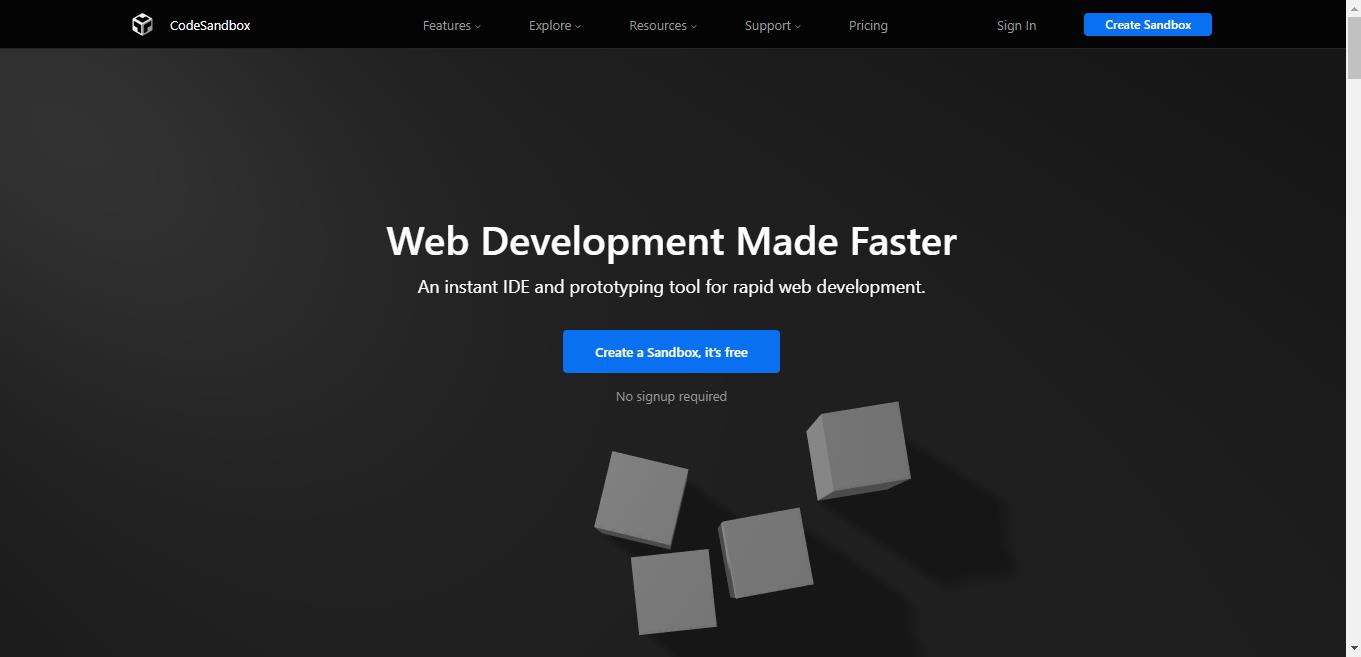 CodeSandbox
Features
Explore
Resources
Support
Pricing
Sign In
Create Sandbox
Web Development Made Faster
An instant IDE and prototyping tool for rapid web development.
Create a Sandbox, it's free
No signup required